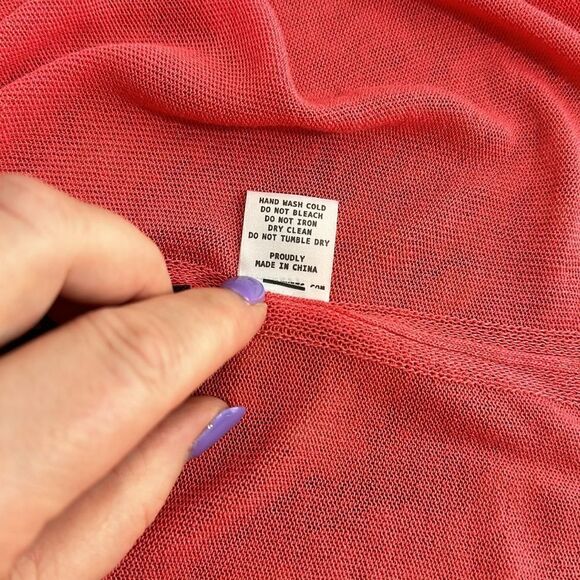 HAND WASH COLD
DO NOT BLEACH
DO NOT IRON
DRY CLEAN
DO NOT TUMBLE DRY
PROUDLY
MADE IN CHINA